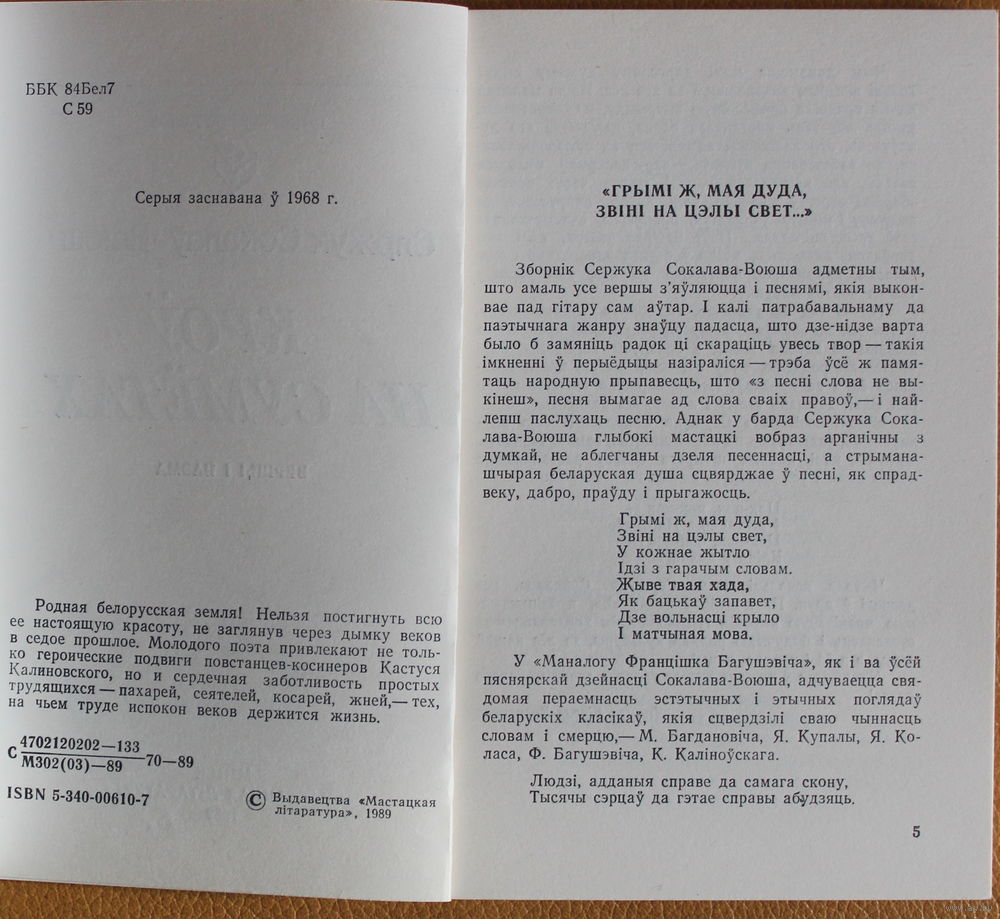 ББК 84Бел7
С 59
Серыя заснавана ў 1968 г.
Родная белорусская земля! Нельзя постигнуть всю
ее настоящую красоту, не заглянув через дымку веков
в седое прошлое. Молодого поэта привлекают не толь-
ко героические подвиги повстанцев-косинеров Кастуся
Калиновского, но и сердечная заботливость простых
трудящихся — пахарей, сеятелей, косарей, жней,— тех,
на чьем труде испокон веков держится жизнь.
С 4702120202—133
М302(03)—89 70—89
ISBN 5-340-00610-7
© Выдавецтва «Мастацкая
літаратура», 1989
«ГРЫМІ Ж, МАЯ ДУДА,
ЗВІНІ НА ЦЭЛЫ СВЕТ...»
Зборнік Сержука Сокалава-Воюша адметны тым,
што амаль усе вершы з'яўляюцца і песнямі, якія выкон-
вае пад гітару сам аўтар. І калі патрабавальнаму да
паэтычнага жанру знаўцу падасца, што дзе-нідзе варта
было б замяніць радок ці скараціць увесь твор — такія
імкненні ў перыёдыцы назіраліся — трэба ўсё ж памя-
таць народную прыпавесць, што «з песні слова не вы-
кінеш», песня вымагае ад слова сваіх правоў,— і най-
лепш паслухаць песню. Аднак у барда Сержука Сока-
лава-Воюша глыбокі мастацкі вобраз арганічны з
думкай, не аблегчаны дзеля песеннасці, а стрымана-
шчырая беларуская душа сцвярджае ў песні, як спрад-
веку, дабро, праўду і прыгажосць.
Грымі ж, мая дуда,
Звіні на цэлы свет,
У кожнае жытло
Ідзі з гарачым словам.
Жыве твая хада,
Як бацькаў запавет,
Дзе вольнасці крыло
І матчыная мова.
У «Маналогу Францішка Багушэвіча», як і ва ўсёй
пяснярскай дзейнасці Сокалава-Воюша, адчуваецца свя-
домая пераемнасць эстэтычных і этычных поглядаў
беларускіх класікаў, якія сцвердзілі сваю чыннасць
словам і смерцю,— М. Багдановіча, Я. Купалы, Я. Ко-
ласа, Ф. Багушэвіча, К. Каліноўскага.
Людзі, адданыя справе да самага скону,
Тысячы сэрцаў да гэтае справы абудзяць.
5